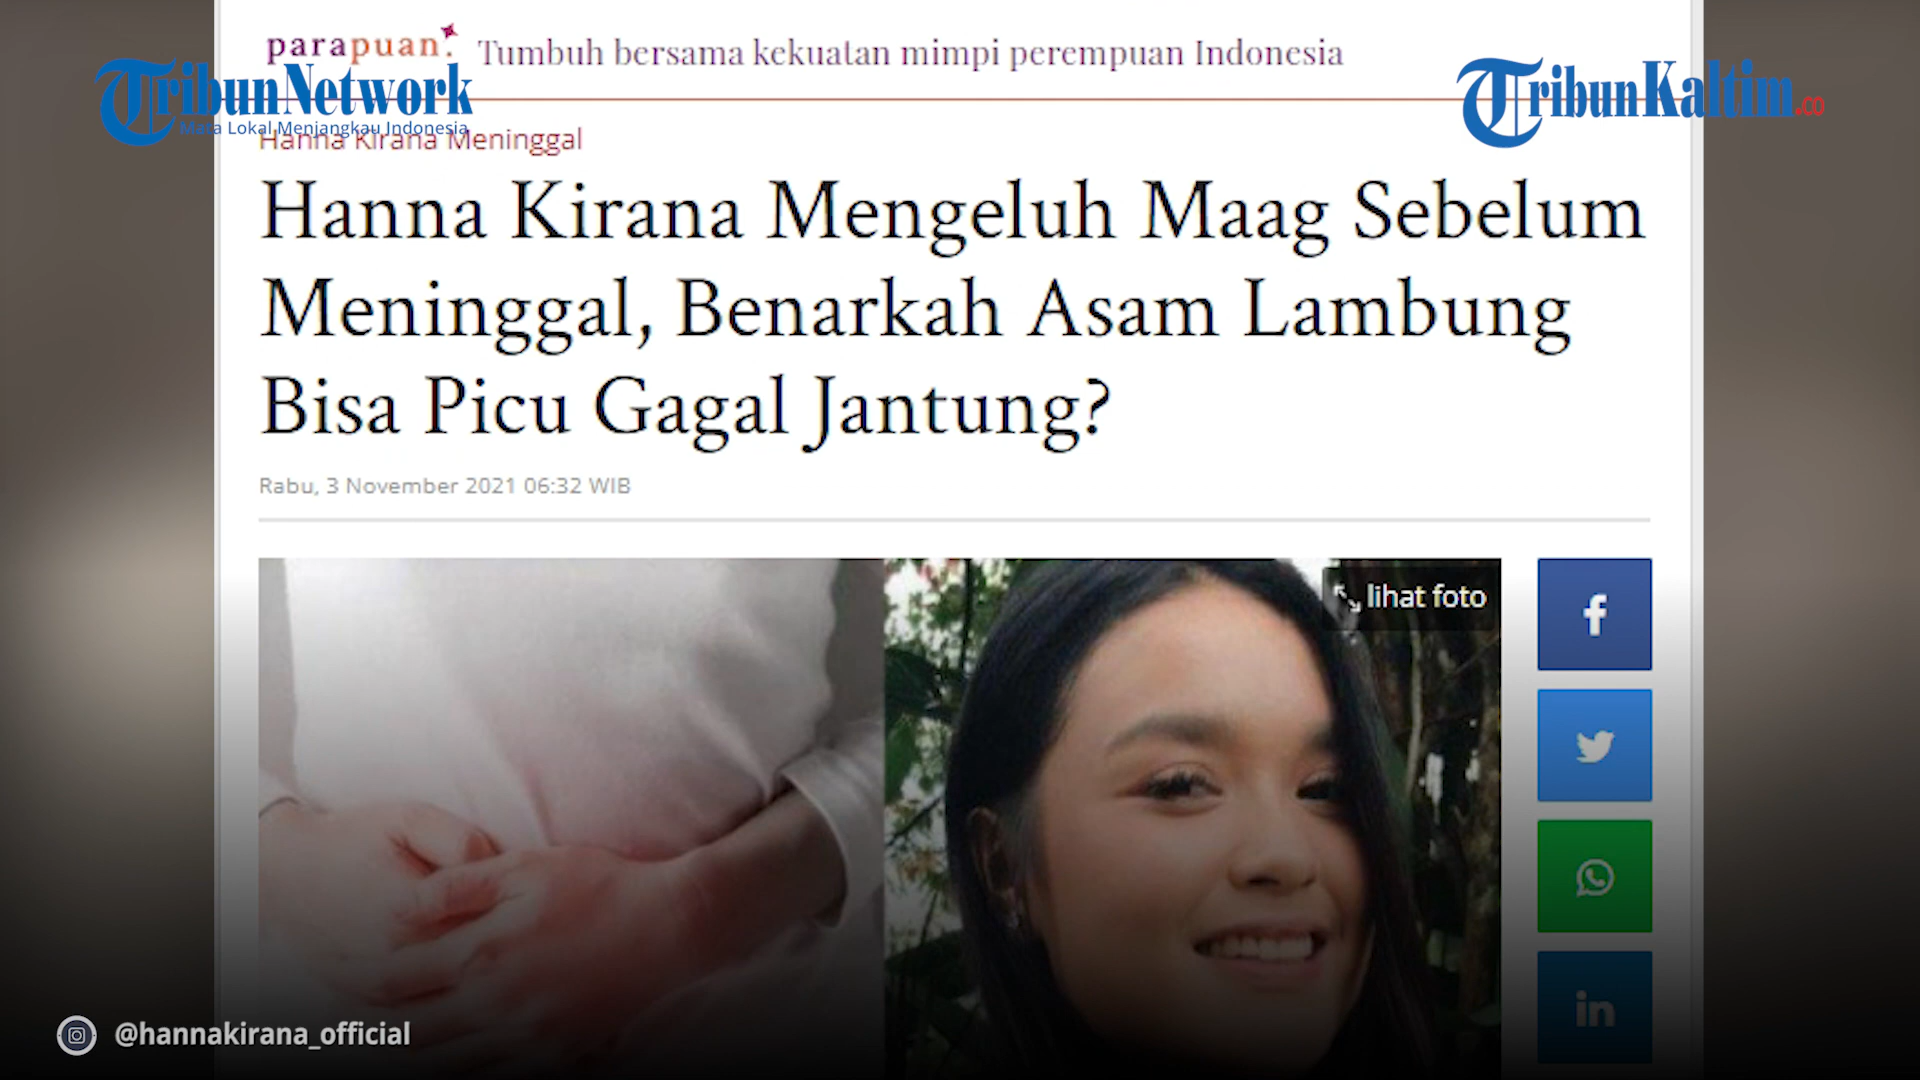 parapuan. Tumbuh bersama kekuatan mimpi perempuan Indonesia
TribunNetwork
Mata Lokal Menjangkau Indonesia
TribunKaltim.co
Hanna Kirana Meninggal
Hanna Kirana Mengeluh Maag Sebelum
Meninggal, Benarkah Asam Lambung
Bisa Picu Gagal Jantung?
Rabu, 3 November 2021 06:32 WIB
lihat foto
f
in
@hannakirana_official